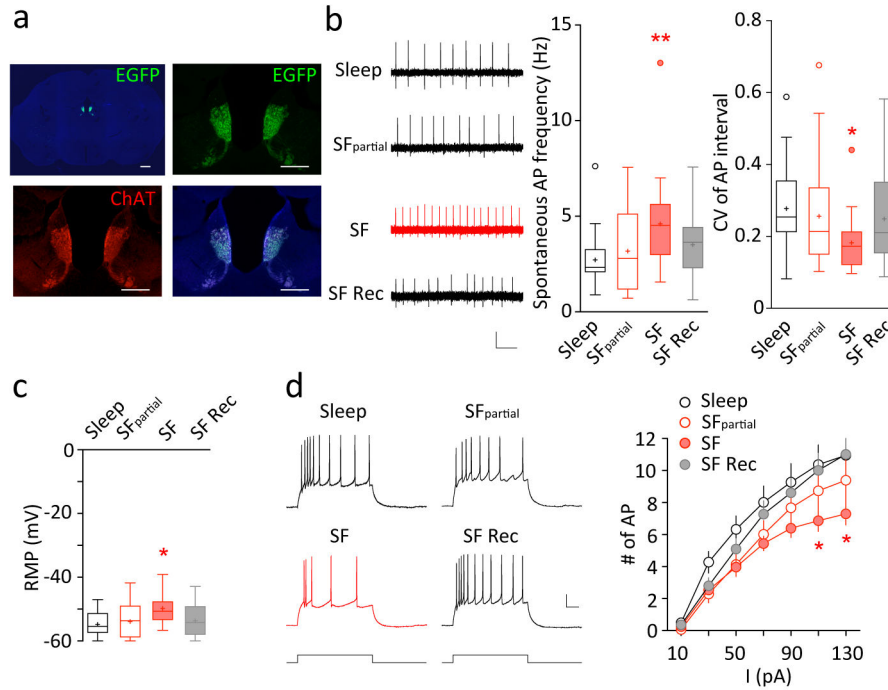 a
EGFP
EGFP
ChAT
b
Sleep
SFpartial
SF
SF Rec
Spontaneous AP frequency (Hz)
15
10
5
0
**
Sleep
SFpartial
SF
SF Rec
CV of AP interval
0.8
0.6
0.4
0.2
0
*
Sleep
SFpartial
SF
SF Rec
c
Sleep
SFpartial
SF
SF Rec
RMP (mV)
0
-20
-40
-60
*
d
Sleep
SFpartial
SF
SF Rec
Sleep
SFpartial
SF
SF Rec
# of AP
12
10
8
6
4
2
0
* *
10 50 90 130
I (pA)